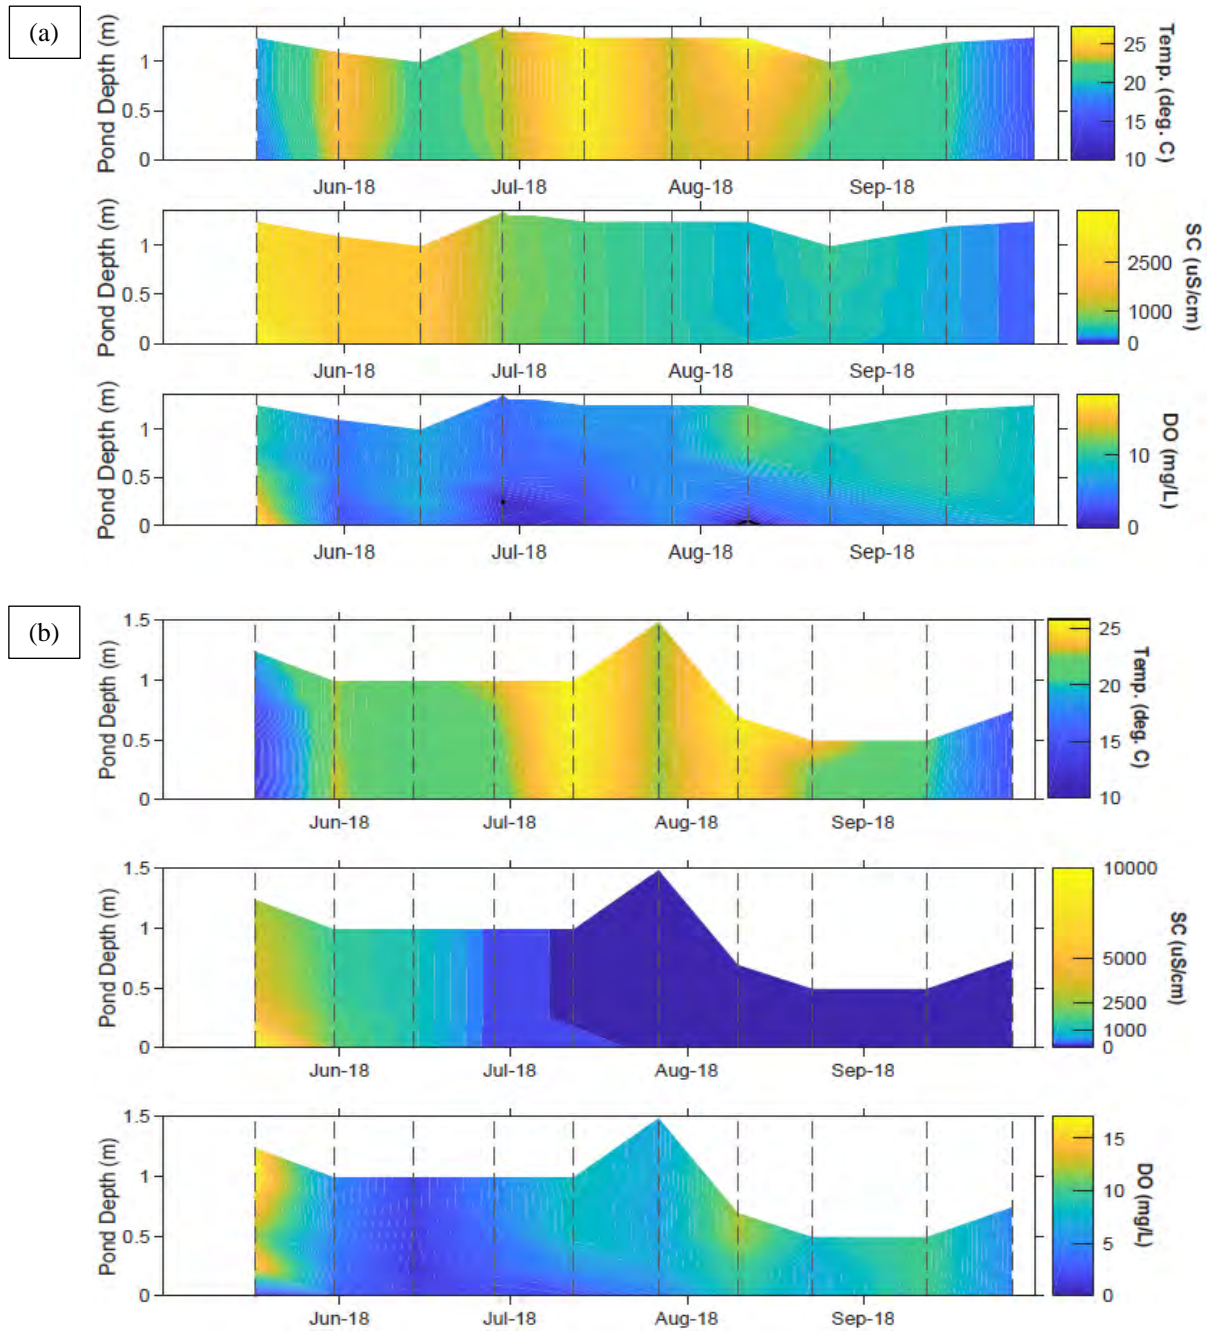 (a)
Pond Depth (m)
1
0.5
0
Jun-18 Jul-18 Aug-18 Sep-18
25
20
15
10
Temp. (deg. C)
Pond Depth (m)
1
0.5
0
Jun-18 Jul-18 Aug-18 Sep-18
2500
1000
0
SC (uS/cm)
Pond Depth (m)
1
0.5
0
Jun-18 Jul-18 Aug-18 Sep-18
10
0
DO (mg/L)
(b)
Pond Depth (m)
1.5
1
0.5
0
Jun-18 Jul-18 Aug-18 Sep-18
25
20
15
10
Temp. (deg. C)
Pond Depth (m)
1.5
1
0.5
0
Jun-18 Jul-18 Aug-18 Sep-18
10000
5000
2500
1000
0
SC (uS/cm)
Pond Depth (m)
1.5
1
0.5
0
Jun-18 Jul-18 Aug-18 Sep-18
15
10
5
0
DO (mg/L)